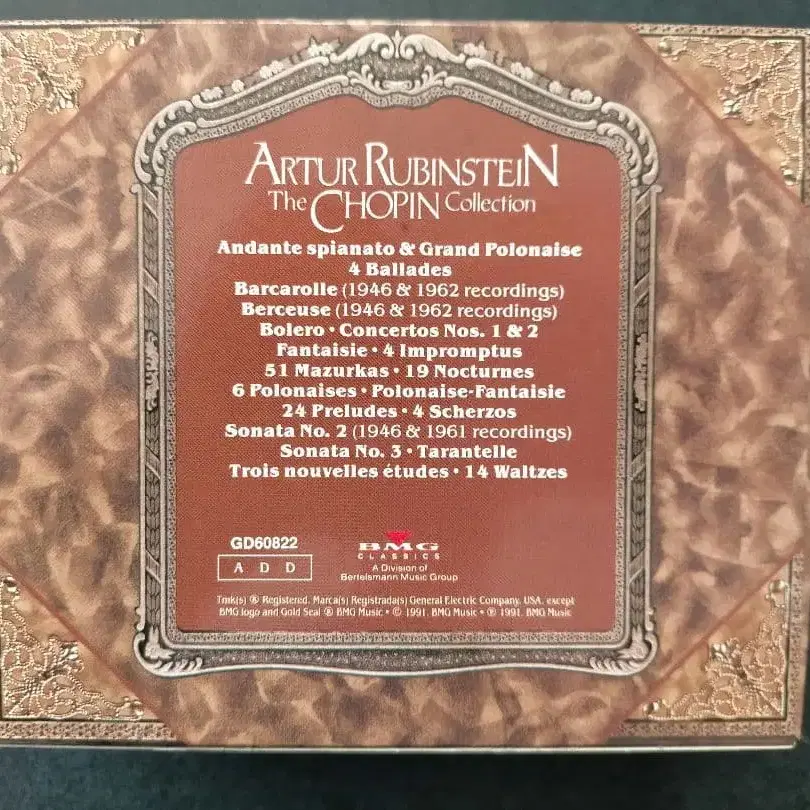 ARTUR RUBINSTEIN
The CHOPIN Collection
Andante spianato & Grand Polonaise
4 Ballades
Barcarolle (1946 & 1962 recordings)
Berceuse (1946 & 1962 recordings)
Bolero • Concertos Nos. 1 & 2
Fantaisie • 4 Impromptus
51 Mazurkas • 19 Nocturnes
6 Polonaises • Polonaise-Fantaisie
24 Preludes • 4 Scherzos
Sonata No. 2 (1946 & 1961 recordings)
Sonata No. 3 • Tarantelle
Trois nouvelles études • 14 Waltzes
GD60822
A D D
BMG
CLASSICS
A Division of
Bertelsmann Music Group
Tmk(s) ® Registered. Marca(s) Registrada(s) General Electric Company, USA, except
BMG logo and Gold Seal ® BMG Music • © 1991, BMG Music • ℗ 1991, BMG Music